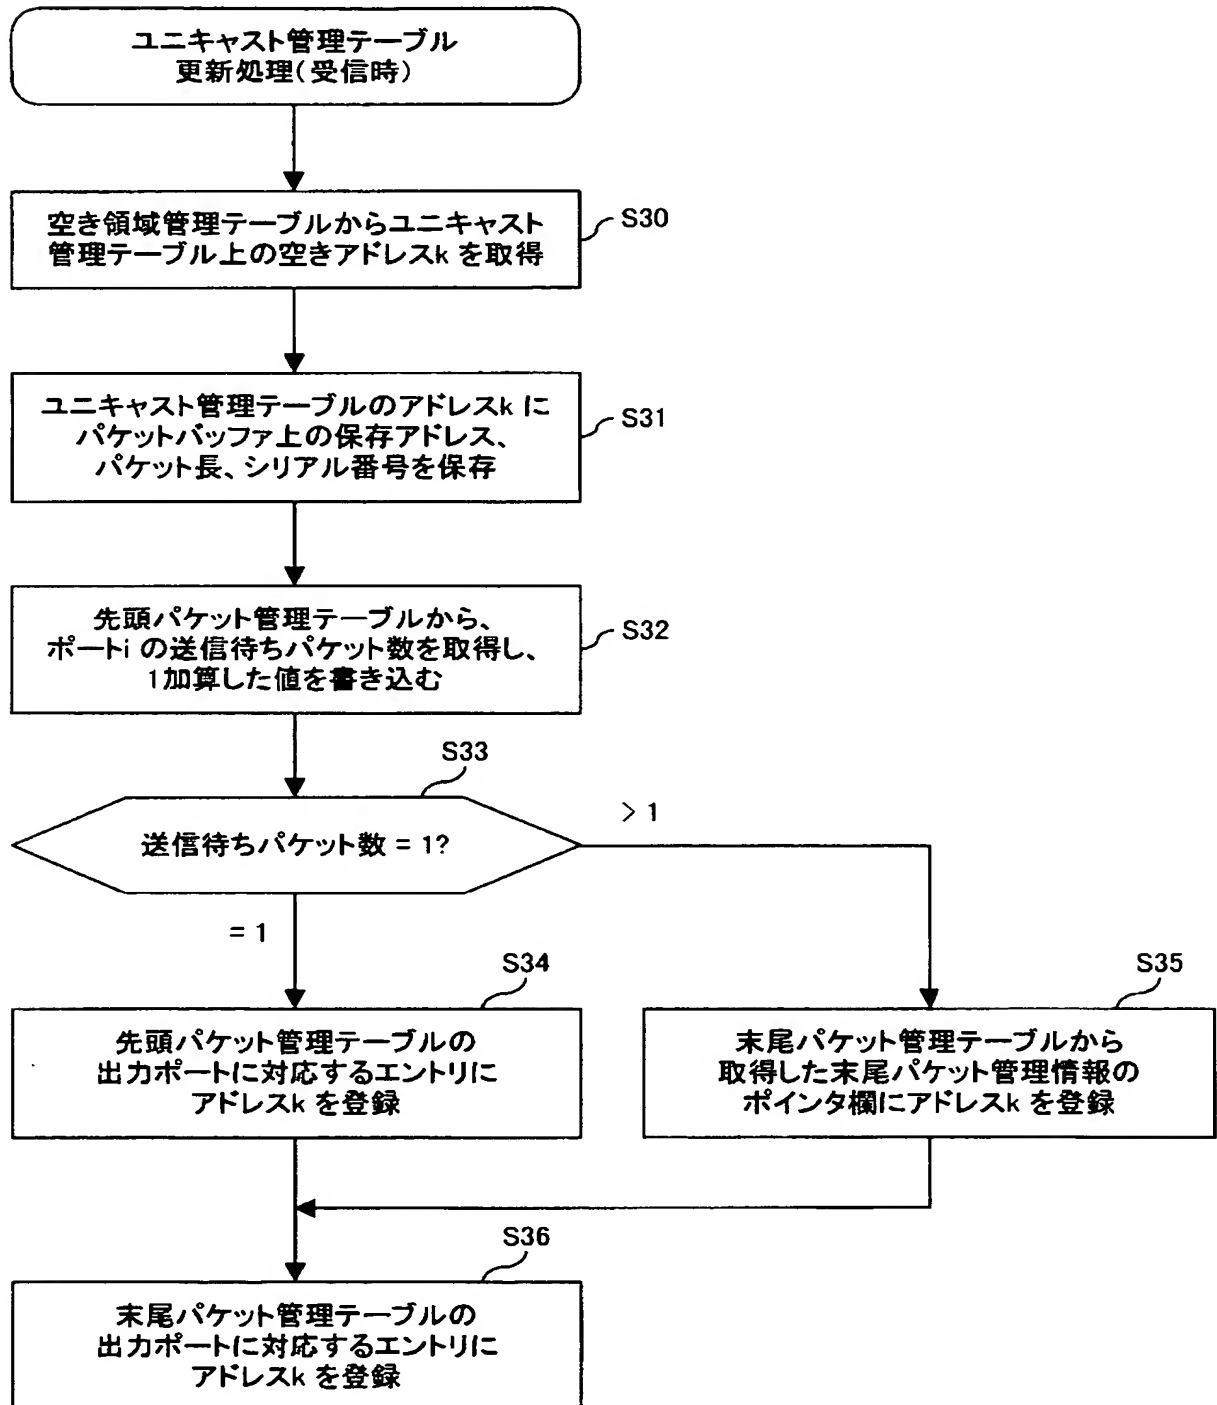 ユニキャスト管理テーブル
更新処理(受信時)
空き領域管理テーブルからユニキャスト
管理テーブル上の空きアドレスk を取得
S30
ユニキャスト管理テーブルのアドレスk に
パケットバッファ上の保存アドレス、
パケット長、シリアル番号を保存
S31
先頭パケット管理テーブルから、
ポートi の送信待ちパケット数を取得し、
1加算した値を書き込む
S32
S33
送信待ちパケット数 = 1?
> 1
= 1
S34
先頭パケット管理テーブルの
出力ポートに対応するエントリに
アドレスk を登録
S35
末尾パケット管理テーブルから
取得した末尾パケット管理情報の
ポインタ欄にアドレスk を登録
S36
末尾パケット管理テーブルの
出力ポートに対応するエントリに
アドレスk を登録